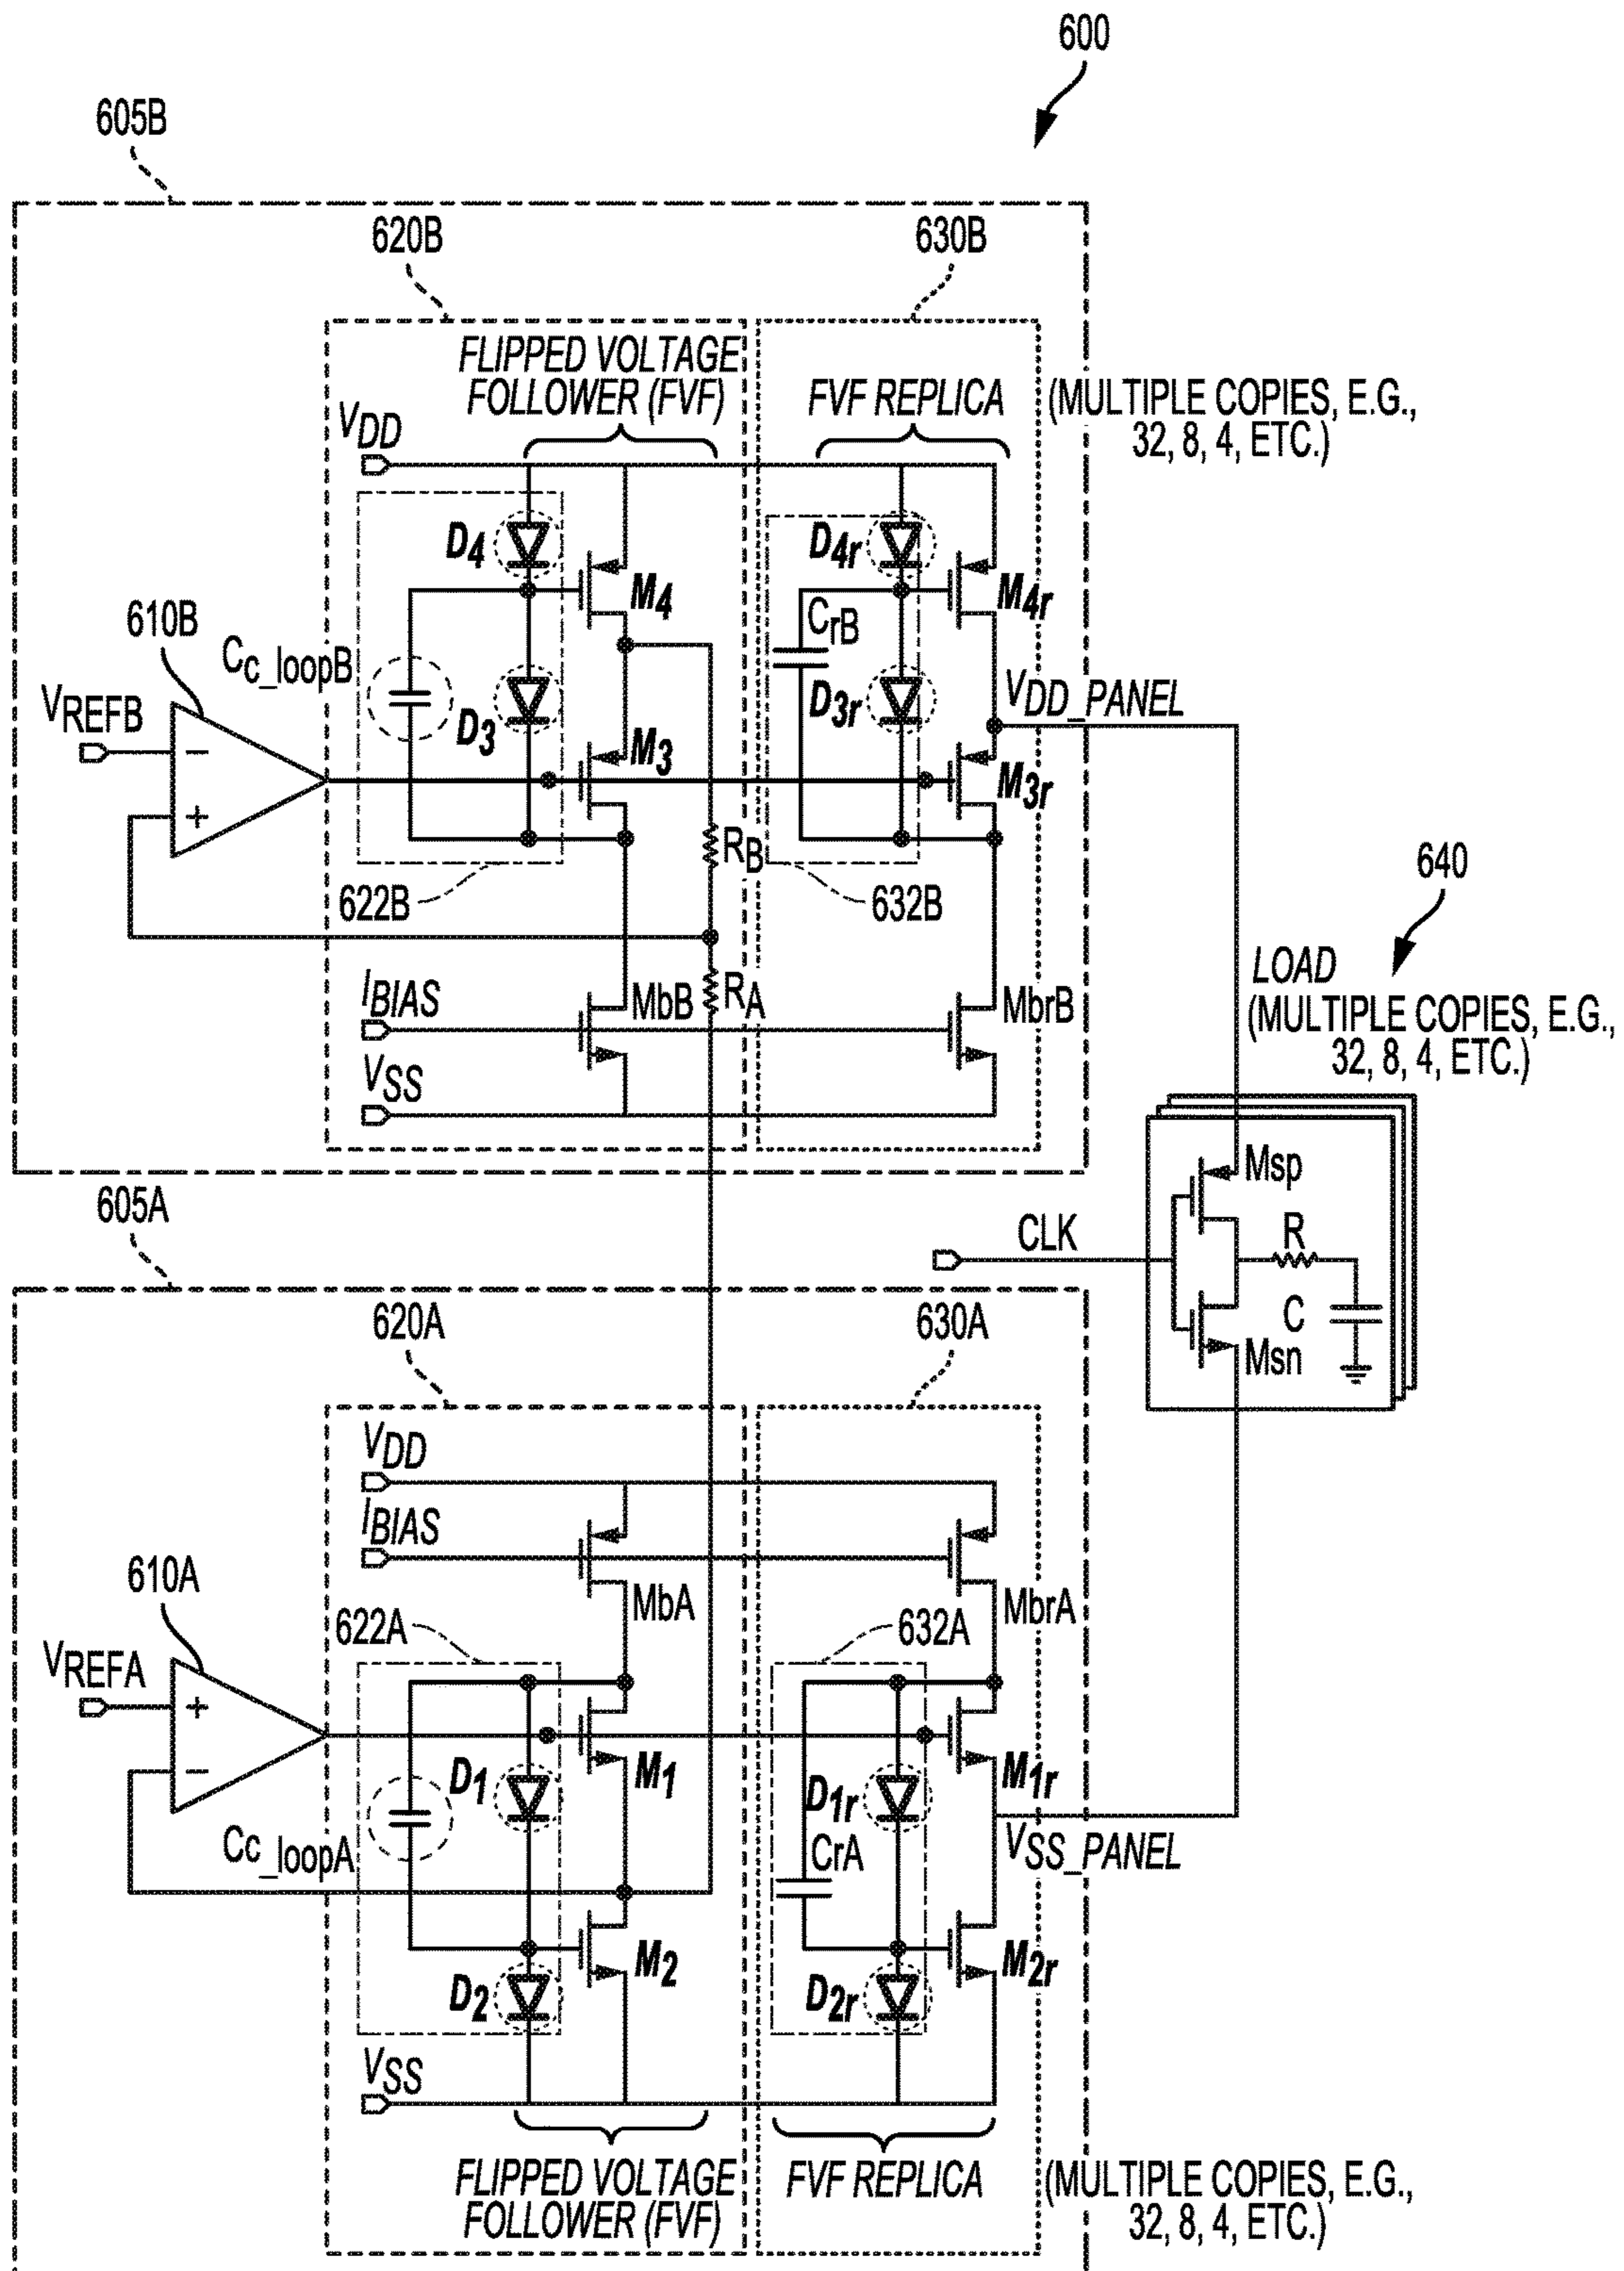 600
605B
620B
630B
FLIPPED VOLTAGE
FOLLOWER (FVF)
FVF REPLICA
(MULTIPLE COPIES, E.G.,
32, 8, 4, ETC.)
VDD
D4
M4
D4r
M4r
610B
Cc_loopB
CrB
VREFB
D3
M3
D3r
M3r
VDD_PANEL
−
+
RB
622B
632B
640
LOAD
(MULTIPLE COPIES, E.G.,
32, 8, 4, ETC.)
IBIAS
MbB
RA
MbrB
VSS
605A
Msp
CLK
R
C
Msn
620A
630A
VDD
IBIAS
610A
MbA
MbrA
622A
632A
VREFA
+
−
D1
M1
D1r
M1r
Cc_loopA
CrA
VSS_PANEL
D2
M2
D2r
M2r
VSS
FLIPPED VOLTAGE
FOLLOWER (FVF)
FVF REPLICA
(MULTIPLE COPIES, E.G.,
32, 8, 4, ETC.)